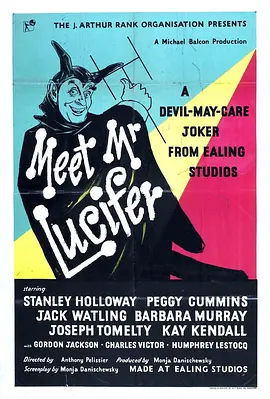 THE J. ARTHUR RANK ORGANISATION PRESENTS
A Michael Balcon Production
A
DEVIL-MAY-CARE
JOKER
FROM EALING
STUDIOS
Meet Mr
Lucifer
starring
STANLEY HOLLOWAY PEGGY CUMMINS
JACK WATLING BARBARA MURRAY
JOSEPH TOMELTY KAY KENDALL
with GORDON JACKSON · CHARLES VICTOR · HUMPHREY LESTOCQ
Directed by Anthony Pelissier Produced by Monja Danischewsky
Screenplay by Monja Danischewsky MADE AT EALING STUDIOS